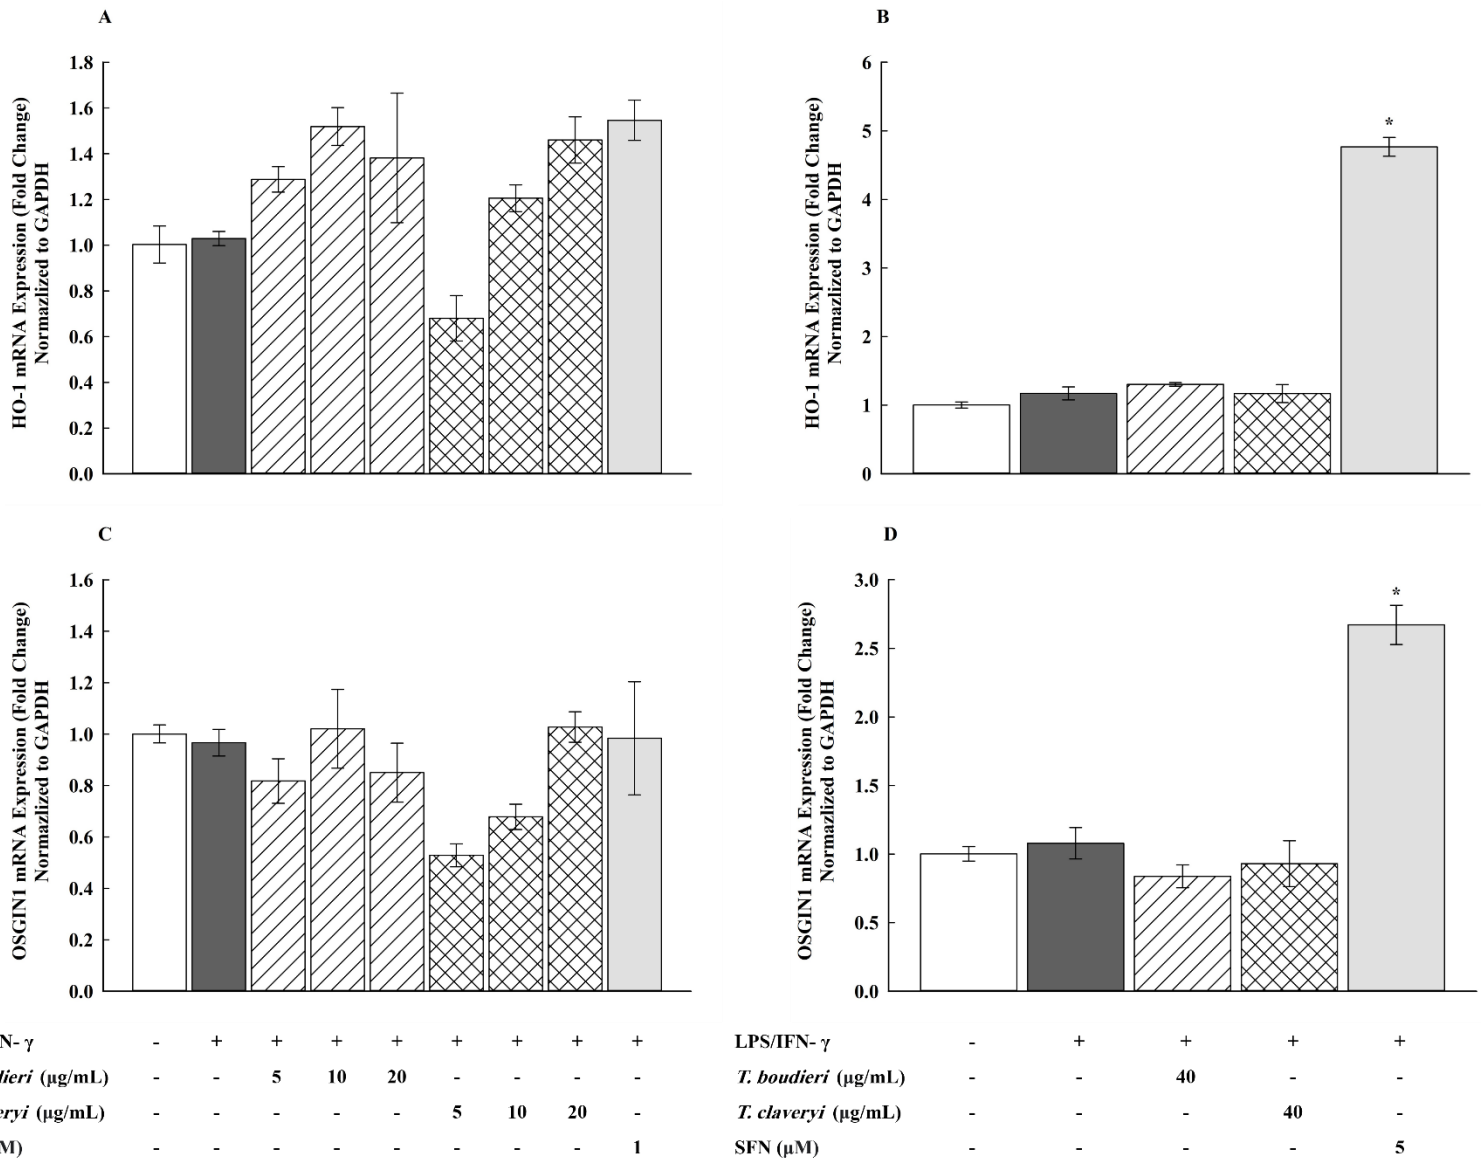 A
HO-1 mRNA Expression (Fold Change)
Normazlized to GAPDH
1.8
1.6
1.4
1.2
1.0
0.8
0.6
0.4
0.2
0.0
B
HO-1 mRNA Expression (Fold Change)
Normazlized to GAPDH
6
5
4
3
2
1
0
*
C
OSGIN1 mRNA Expression (Fold Change)
Normazlized to GAPDH
1.6
1.4
1.2
1.0
0.8
0.6
0.4
0.2
0.0
D
OSGIN1 mRNA Expression (Fold Change)
Normazlized to GAPDH
3.0
2.5
2.0
1.5
1.0
0.5
0.0
*
N- γ - + + + + + + + +
dieri (µg/mL) - - 5 10 20 - - - -
eryi (µg/mL) - - - - - 5 10 20 -
M) - - - - - - - - 1
LPS/IFN- γ - + + + +
T. boudieri (µg/mL) - - 40 - -
T. claveryi (µg/mL) - - - 40 -
SFN (µM) - - - - 5